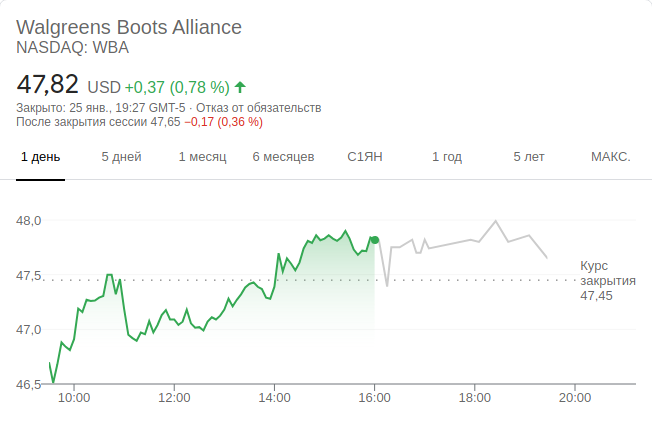 Walgreens Boots Alliance
NASDAQ: WBA
47,82 USD +0,37 (0,78 %)
Закрыто: 25 янв., 19:27 GMT-5 · Отказ от обязательств
После закрытия сессии 47,65 −0,17 (0,36 %)
1 день 5 дней 1 месяц 6 месяцев С1ЯН 1 год 5 лет МАКС.
48,0
47,5
47,0
46,5
Курс
закрытия
47,45
10:00 12:00 14:00 16:00 18:00 20:00